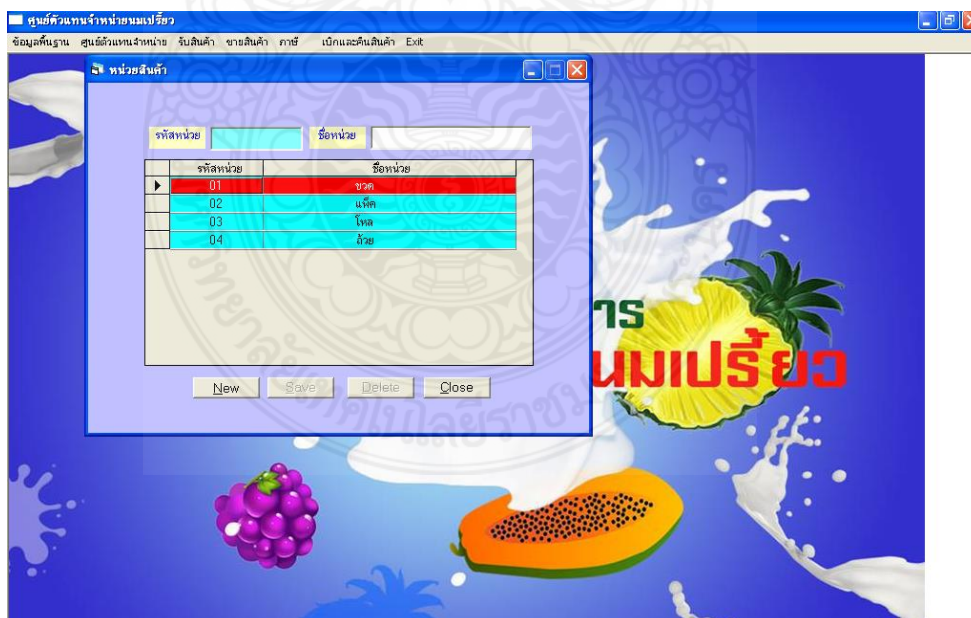 ศูนย์ตัวแทนจำหน่ายนมเปรี้ยว
ข้อมูลพื้นฐาน ศูนย์ตัวแทนจำหน่าย รับสินค้า ขายสินค้า ภาษี เบิกและคืนสินค้า Exit
หน่วยสินค้า
รหัสหน่วย ชื่อหน่วย
รหัสหน่วย ชื่อหน่วย
01 ขวด
02 แพ็ค
03 โหล
04 ถ้วย
าร
นมเปรี้ยว
New Save Delete Close